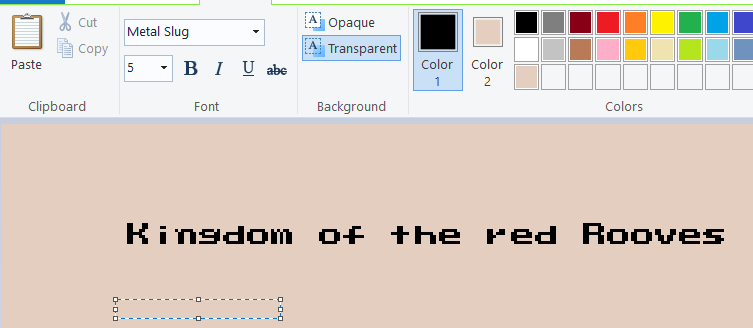 Metal Slug
Opaque
Cut
Copy
Transparent
Paste
5
B I U abc
Color 1
Color 2
Clipboard
Font
Background
Colors
Kingdom of the red Rooves